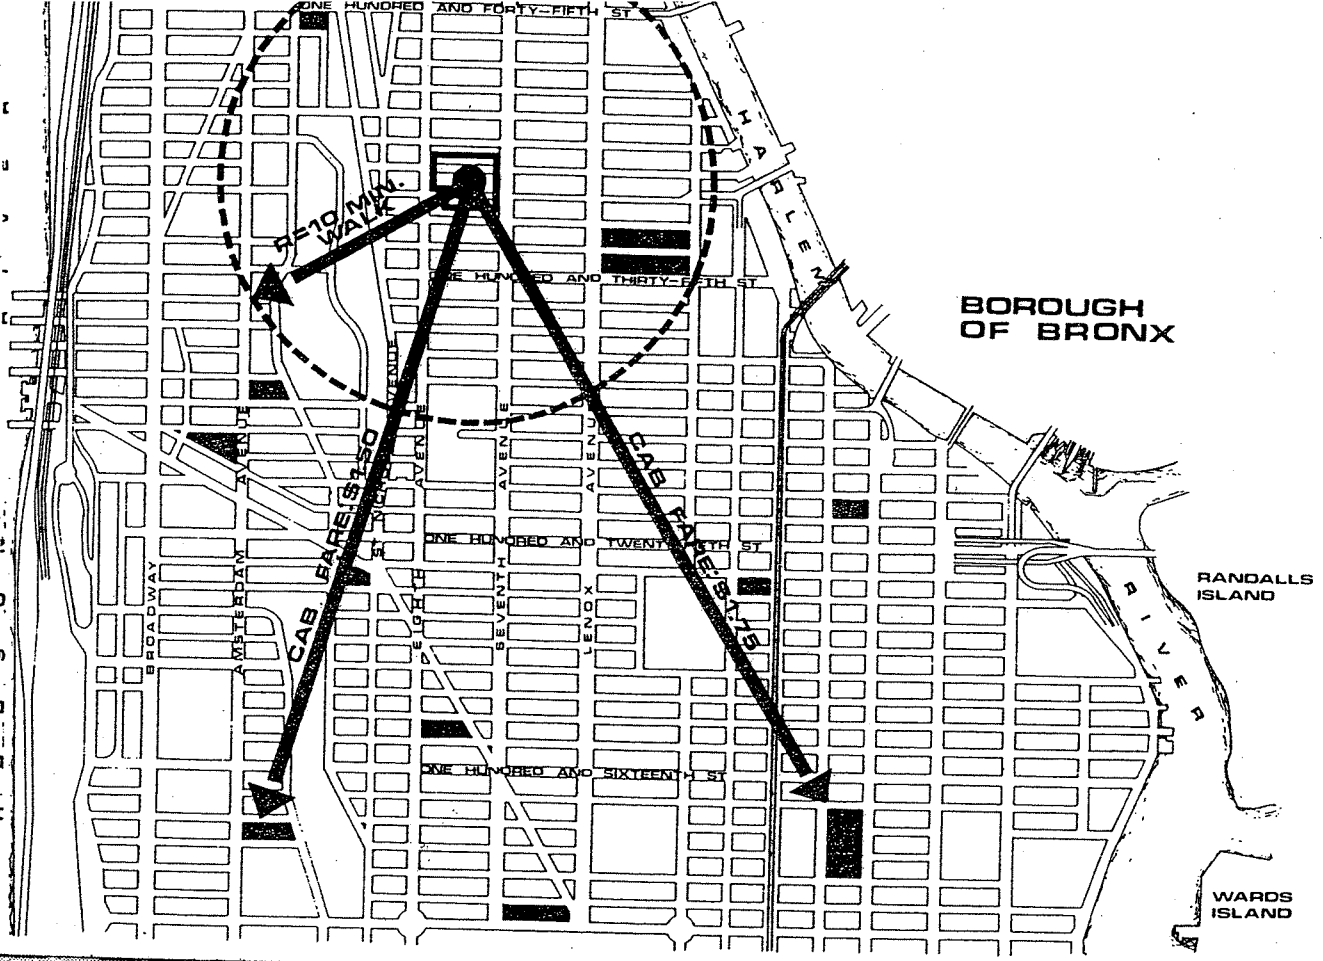 ONE HUNDRED AND FORTY-FIFTH ST
HARLEM
R=10 MIN.
WALK
ONE HUNDRED AND THIRTY-FIFTH ST
BOROUGH
OF BRONX
AVENUE
AVENUE
AVENUE
AVENUE
AVENUE
CAB FARE: $1.50
CAB FARE: $1.75
ST
ONE HUNDRED AND TWENTY-FIFTH ST
BROADWAY
AMSTERDAM
EIGHTH
SEVENTH
LENOX
RANDALLS
ISLAND
RIVER
ONE HUNDRED AND SIXTEENTH ST
WARDS
ISLAND